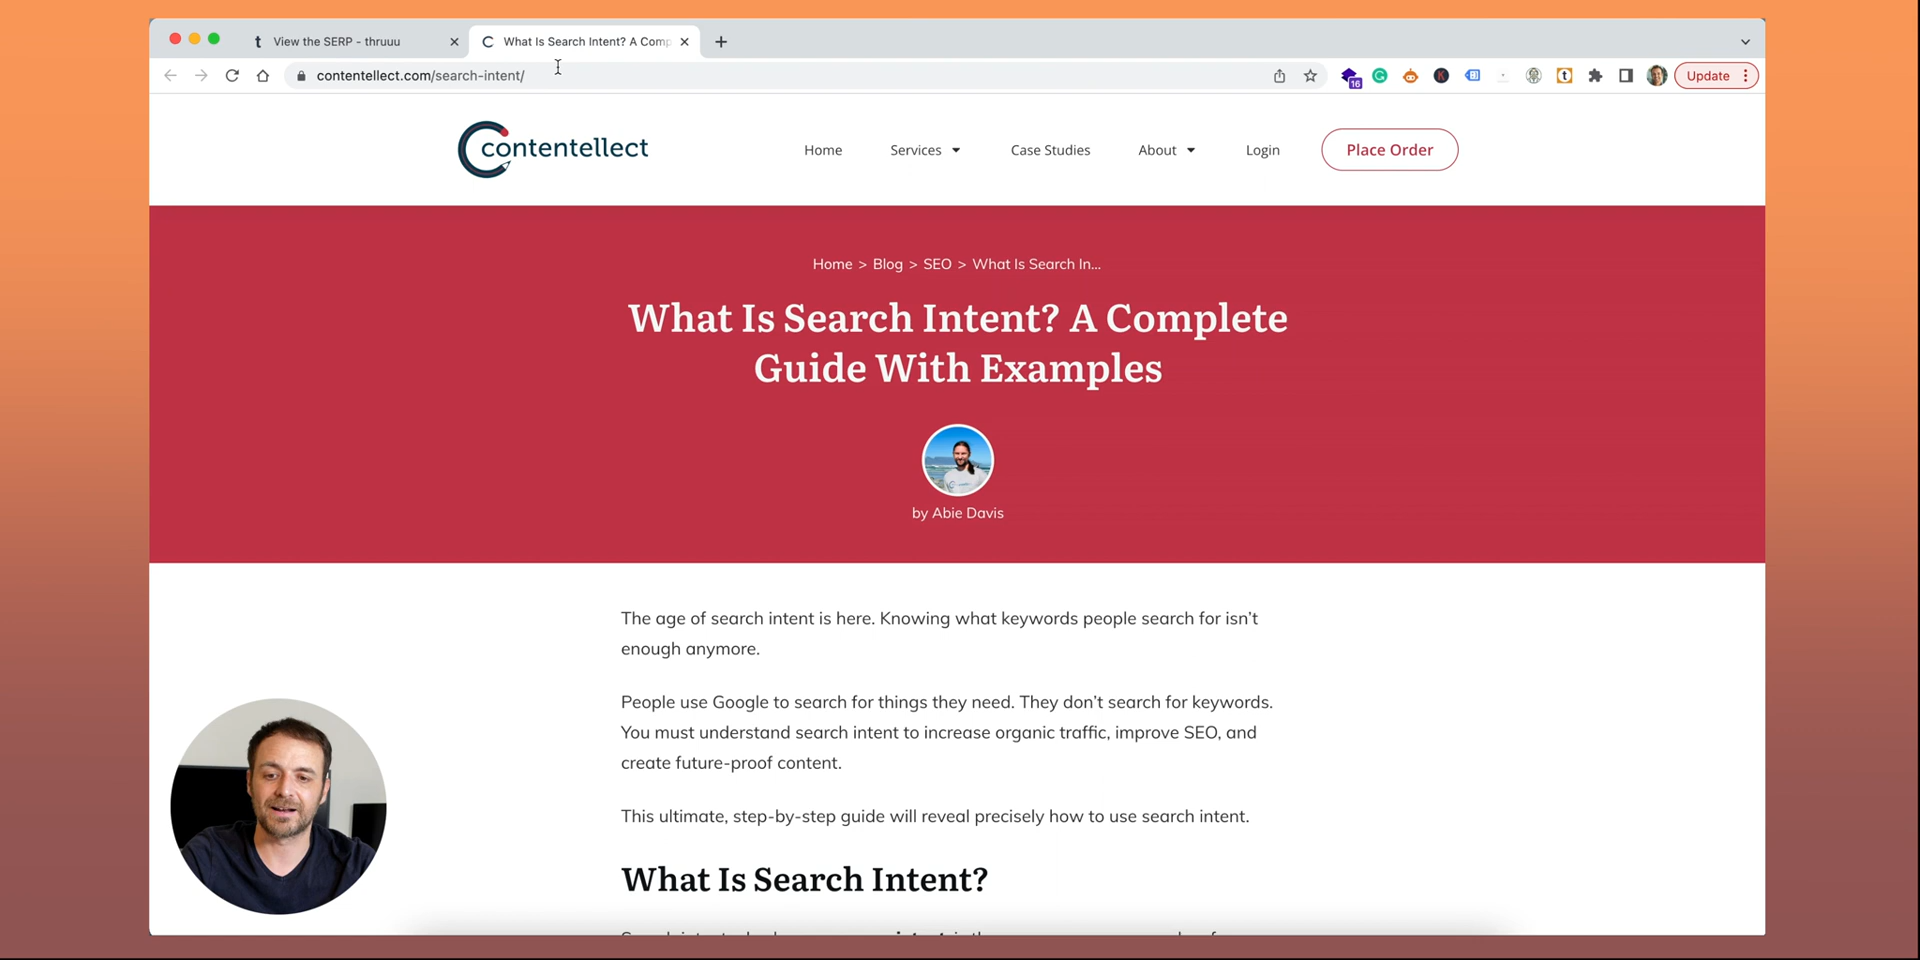 t View the SERP - thruuu
What Is Search Intent? A Comp
contentellect.com/search-intent/
16
t
Update
contentellect
Home
Services
Case Studies
About
Login
Place Order
Home > Blog > SEO > What Is Search In...
What Is Search Intent? A Complete
Guide With Examples
by Abie Davis
The age of search intent is here. Knowing what keywords people search for isn’t
enough anymore.
People use Google to search for things they need. They don’t search for keywords.
You must understand search intent to increase organic traffic, improve SEO, and
create future-proof content.
This ultimate, step-by-step guide will reveal precisely how to use search intent.
What Is Search Intent?